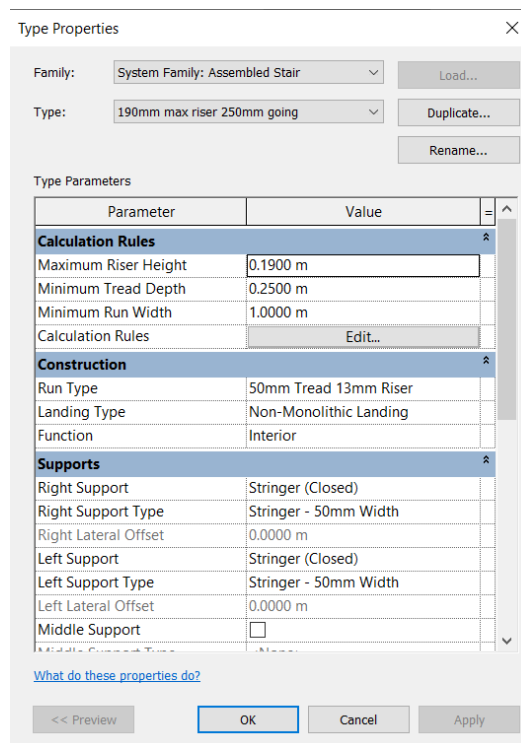 Type Properties
Family: System Family: Assembled Stair Load...
Type: 190mm max riser 250mm going Duplicate...
Rename...
Type Parameters
Parameter Value =
Calculation Rules
Maximum Riser Height 0.1900 m
Minimum Tread Depth 0.2500 m
Minimum Run Width 1.0000 m
Calculation Rules Edit...
Construction
Run Type 50mm Tread 13mm Riser
Landing Type Non-Monolithic Landing
Function Interior
Supports
Right Support Stringer (Closed)
Right Support Type Stringer - 50mm Width
Right Lateral Offset 0.0000 m
Left Support Stringer (Closed)
Left Support Type Stringer - 50mm Width
Left Lateral Offset 0.0000 m
Middle Support
Middle Support Type <None>
What do these properties do?
<< Preview OK Cancel Apply